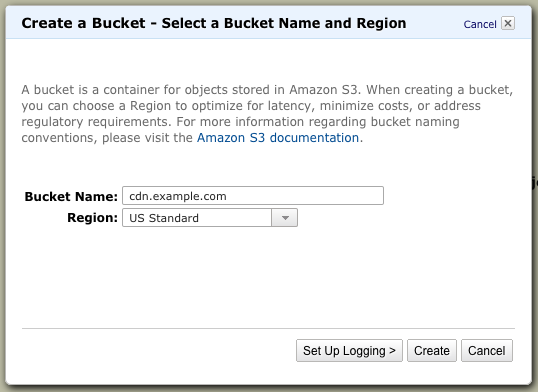 Create a Bucket - Select a Bucket Name and Region
Cancel
A bucket is a container for objects stored in Amazon S3. When creating a bucket,
you can choose a Region to optimize for latency, minimize costs, or address
regulatory requirements. For more information regarding bucket naming
conventions, please visit the Amazon S3 documentation.
Bucket Name: cdn.example.com
Region: US Standard
Set Up Logging > Create Cancel